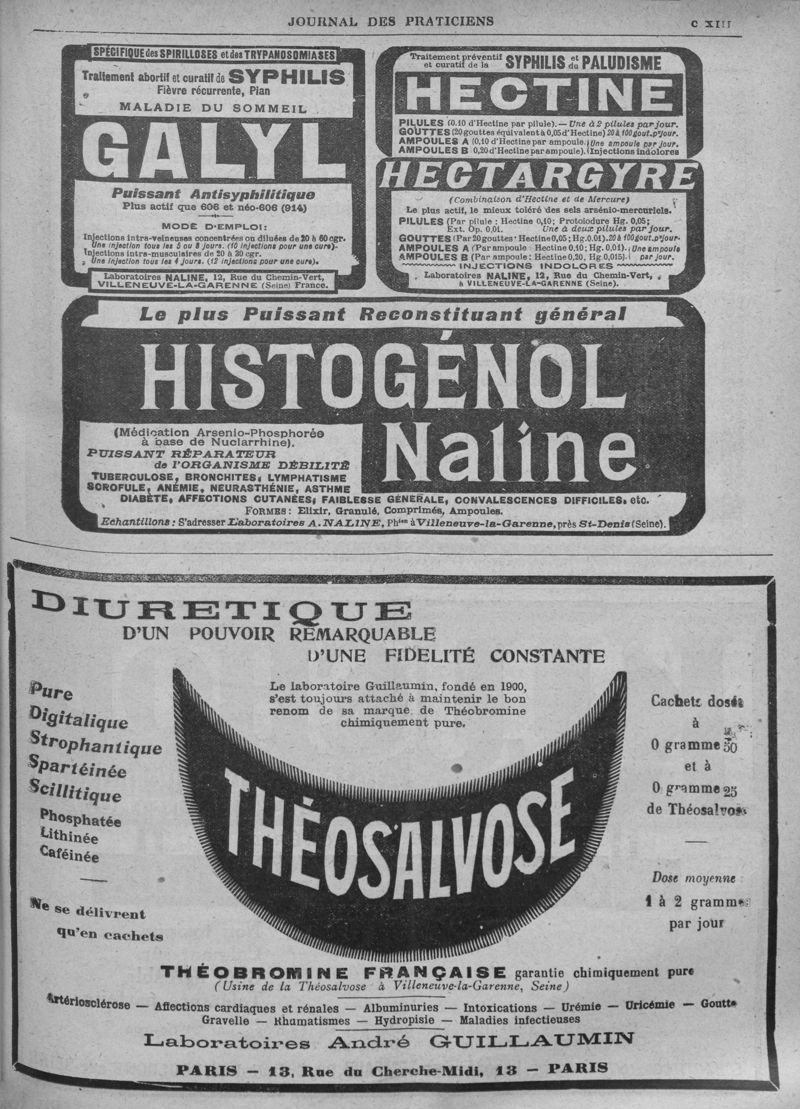 JOURNAL DES PRATICIENS
C XIII
SPÉCIFIQUE des SPIRILLOSES et des TRYPANOSOMIASES
Traitement abortif et curatif de SYPHILIS
Fièvre récurrente, Pian
MALADIE DU SOMMEIL
GALYL
Puissant Antisyphilitique
Plus actif que 606 et néo-606 (914)
MODE D'EMPLOI:
Injections intra-veineuses concentrées ou diluées de 20 à 60 cgr.
Une injection tous les 5 ou 8 jours. (10 injections pour une cure).
Injections intra-musculaires de 20 à 30 cgr.
Une injection tous les 4 jours. (12 injections pour une cure).
Laboratoires NALINE, 12, Rue du Chemin-Vert,
VILLENEUVE-LA-GARENNE (Seine) France.
Traitement préventif et curatif de la SYPHILIS et du PALUDISME
HECTINE
PILULES (0.10 d'Hectine par pilule). — Une à 2 pilules par jour.
GOUTTES (20 gouttes équivalent à 0,05 d'Hectine) 20 à 100 gout. p' jour.
AMPOULES A (0.10 d'Hectine par ampoule. Une ampoule par jour.
AMPOULES B 0,20 d'Hectine par ampoule). (Injections indolores
HECTARGYRE
(Combinaison d'Hectine et de Mercure)
Le plus actif, le mieux toléré des sels arsénio-mercuriels.
PILULES (Par pilule: Hectine 0,10; Protoiodure Hg. 0,05;
Ext. Op. 0,01. Une à deux pilules par jour.
GOUTTES (Par 20 gouttes: Hectine 0,05; Hg. 0.01). 20 à 100 gout. p' jour.
AMPOULES A (Par ampoule: Hectine 0,10; Hg. 0,01). Une ampoule
AMPOULES B (Par ampoule: Hectine 0,20, Hg. 0,015). par jour.
INJECTIONS INDOLORES
Laboratoires NALINE, 12, Rue du Chemin-Vert,
à VILLENEUVE-LA-GARENNE (Seine).
Le plus Puissant Reconstituant général
HISTOGÉNOL
Naline
(Médication Arsenio-Phosphorée
à base de Nuclarrhine).
PUISSANT RÉPARATEUR
de l'ORGANISME DÉBILITÉ
TUBERCULOSE, BRONCHITES, LYMPHATISME
SCROFULE, ANÉMIE, NEURASTHÉNIE, ASTHME
DIABÈTE, AFFECTIONS CUTANÉES, FAIBLESSE GÉNÉRALE, CONVALESCENCES DIFFICILES, etc.
FORMES: Elixir, Granulé, Comprimés, Ampoules.
Echantillons: S'adresser Laboratoires A. NALINE, Phien à Villeneuve-la-Garenne, près St-Denis (Seine).
DIURETIQUE
D'UN POUVOIR REMARQUABLE
D'UNE FIDELITÉ CONSTANTE
Le laboratoire Guillaumin, fondé en 1900,
s'est toujours attaché à maintenir le bon
renom de sa marque de Théobromine
chimiquement pure.
Pure
Digitalique
Strophantique
Spartéinée
Scillitique
Phosphatée
Lithinée
Caféinée
Ne se délivrent
qu'en cachets
THÉOSALVOSE
Cachets dosés
à
0 gramme 50
et à
0 gramme 25
de Théosalvose
Dose moyenne:
1 à 2 grammes
par jour
THÉOBROMINE FRANÇAISE garantie chimiquement pure
(Usine de la Théosalvose à Villeneuve-la-Garenne, Seine)
Artériosclérose — Affections cardiaques et rénales — Albuminuries — Intoxications — Urémie — Uricémie — Goutte
Gravelle — Rhumatismes — Hydropisie — Maladies infectieuses
Laboratoires André GUILLAUMIN
PARIS — 13, Rue du Cherche-Midi, 13 — PARIS